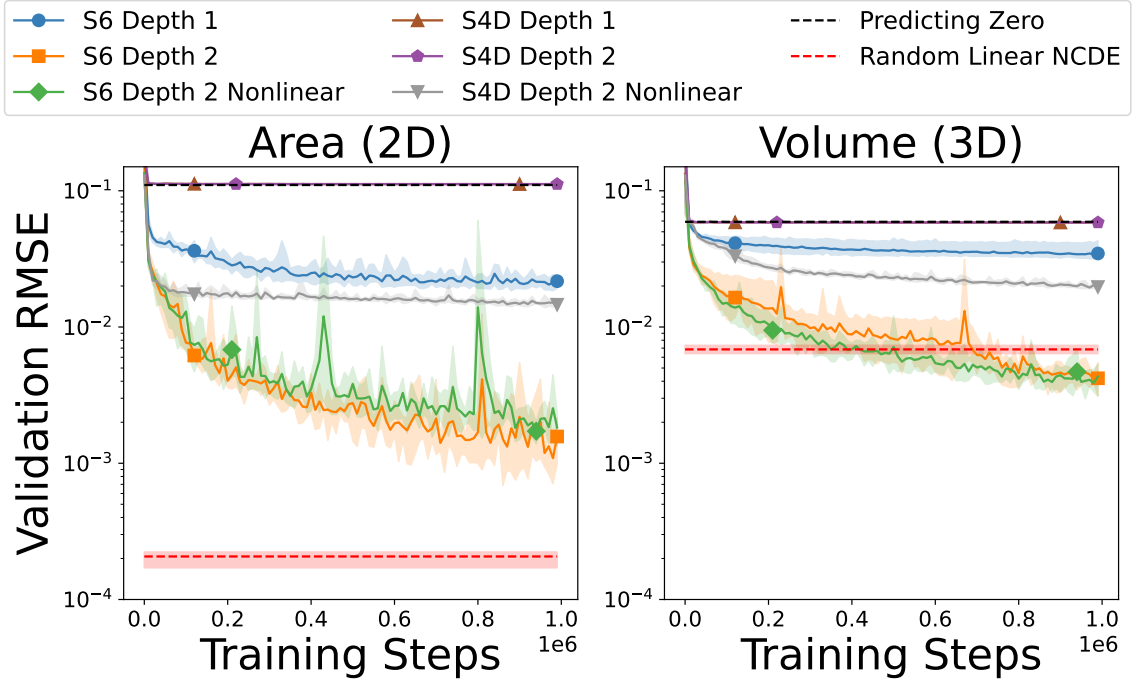 S6 Depth 1
S6 Depth 2
S6 Depth 2 Nonlinear
S4D Depth 1
S4D Depth 2
S4D Depth 2 Nonlinear
Predicting Zero
Random Linear NCDE
Area (2D)
Volume (3D)
Validation RMSE
10⁻¹
10⁻²
10⁻³
10⁻⁴
0.0 0.2 0.4 0.6 0.8 1.0
1e6
Training Steps
10⁻¹
10⁻²
10⁻³
10⁻⁴
0.0 0.2 0.4 0.6 0.8 1.0
1e6
Training Steps